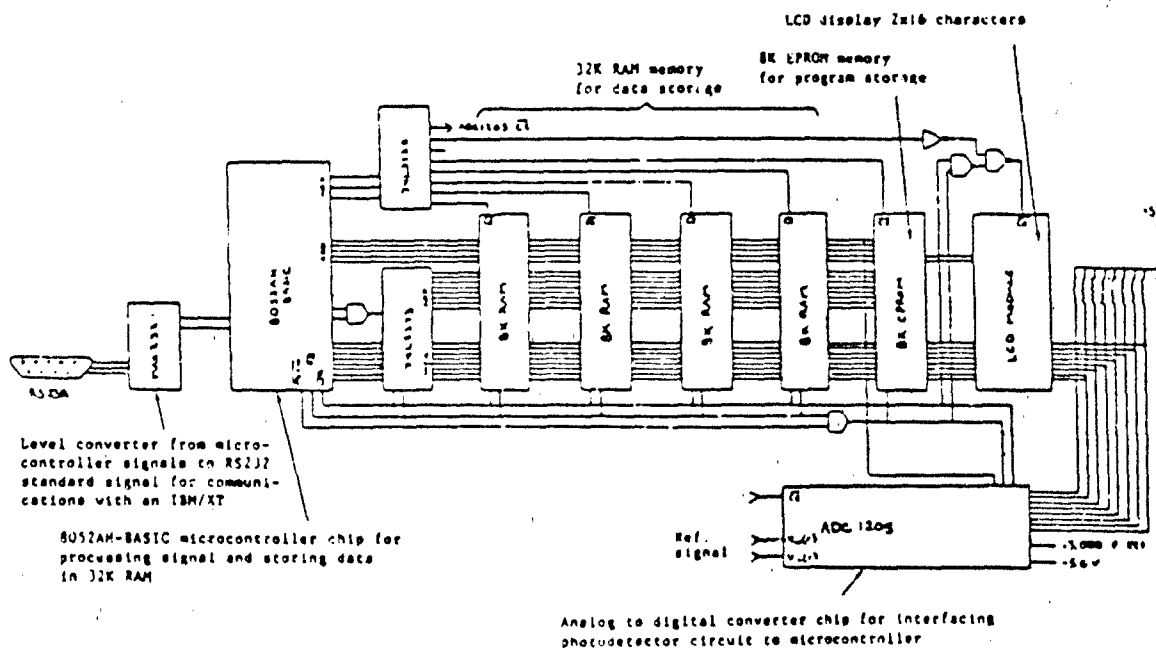 LCD display 2x16 characters
8K EPROM memory
for program storage
32K RAM memory
for data storage
8052AH
BASIC
8K RAM
8K RAM
8K RAM
8K RAM
8K EPROM
LCD MODULE
Level converter from micro-
controller signals to RS232
standard signal for communi-
cations with an IBM/XT
8052AH-BASIC microcontroller chip for
processing signal and storing data
in 32K RAM
Ref.
signal
ADC 1205
Analog to digital converter chip for interfacing
photodetector circuit to microcontroller